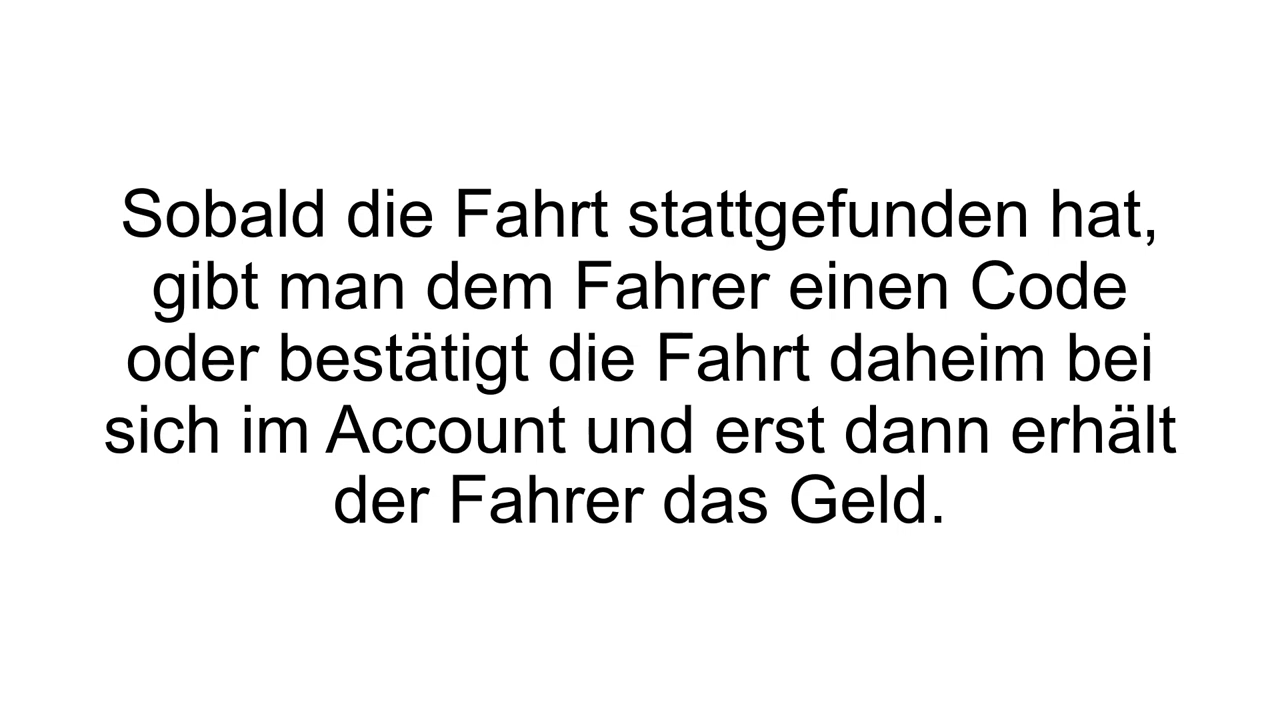 Sobald die Fahrt stattgefunden hat,
gibt man dem Fahrer einen Code
oder bestätigt die Fahrt daheim bei
sich im Account und erst dann erhält
der Fahrer das Geld.